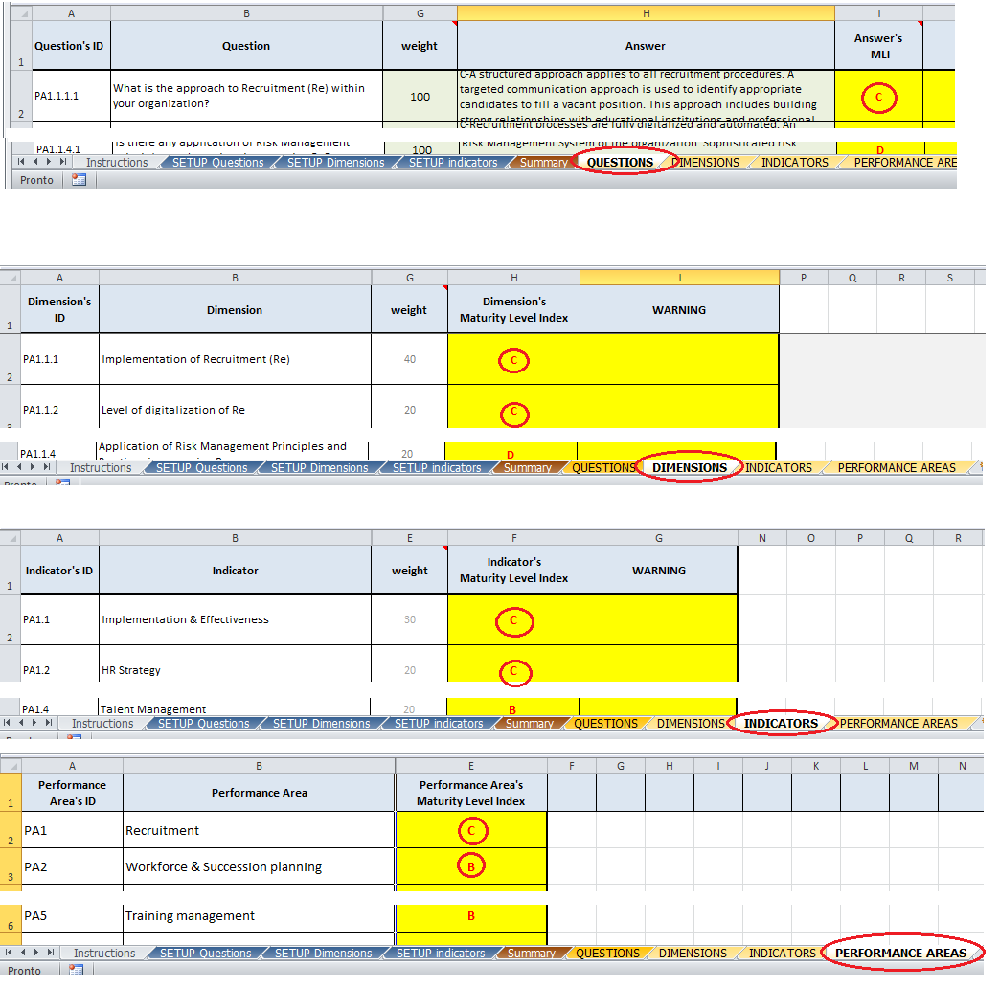 A B G H I
Question's ID Question weight Answer Answer's MLI
1
C-A structured approach applies to all recruitment procedures. A
PA1.1.1.1 What is the approach to Recruitment (Re) within your organization? 100 targeted communication approach is used to identify appropriate C
candidates to fill a vacant position. This approach includes building
2 strong relationships with educational institutions and professional
C-Recruitment processes are fully digitalized and automated. An
PA1.1.4.1 Is there any application of Risk Management 100 Risk Management System of the organization. Sophisticated risk D
Instructions SETUP Questions SETUP Dimensions SETUP indicators Summary QUESTIONS DIMENSIONS INDICATORS PERFORMANCE ARE
Pronto
A B G H I P Q R S
Dimension's ID Dimension weight Dimension's Maturity Level Index WARNING
1
PA1.1.1 Implementation of Recruitment (Re) 40 C
2
PA1.1.2 Level of digitalization of Re 20 C
3
PA1.1.4 Application of Risk Management Principles and 20 D
Instructions SETUP Questions SETUP Dimensions SETUP indicators Summary QUESTIONS DIMENSIONS INDICATORS PERFORMANCE AREAS
Pronto
A B E F G N O P Q R
Indicator's ID Indicator weight Indicator's Maturity Level Index WARNING
1
PA1.1 Implementation & Effectiveness 30 C
2
PA1.2 HR Strategy 20 C
PA1.4 Talent Management 20 B
Instructions SETUP Questions SETUP Dimensions SETUP indicators Summary QUESTIONS DIMENSIONS INDICATORS PERFORMANCE AREAS
A B E F G H I J K L M N
Performance Area's ID Performance Area Performance Area's Maturity Level Index
1
PA1 Recruitment C
2
PA2 Workforce & Succession planning B
3
PA5 Training management B
6
Instructions SETUP Questions SETUP Dimensions SETUP indicators Summary QUESTIONS DIMENSIONS INDICATORS PERFORMANCE AREAS
Pronto